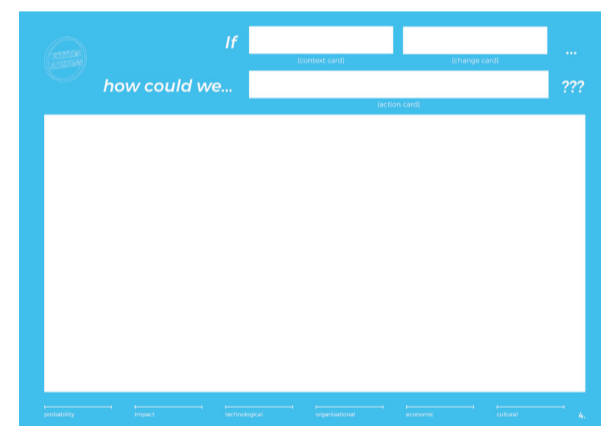 If
...
(context card) (change card)
how could we... ???
(action card)
probability impact technological organisational economic cultural 4.